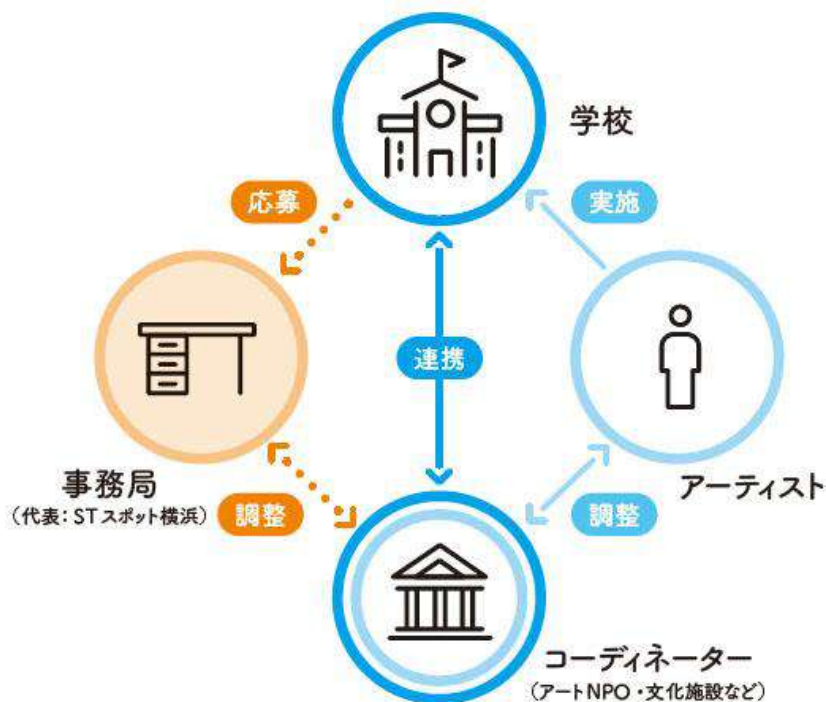 学校
応募
実施
連携
事務局
(代表:STスポット横浜)
アーティスト
調整
調整
コーディネーター
(アートNPO・文化施設など)